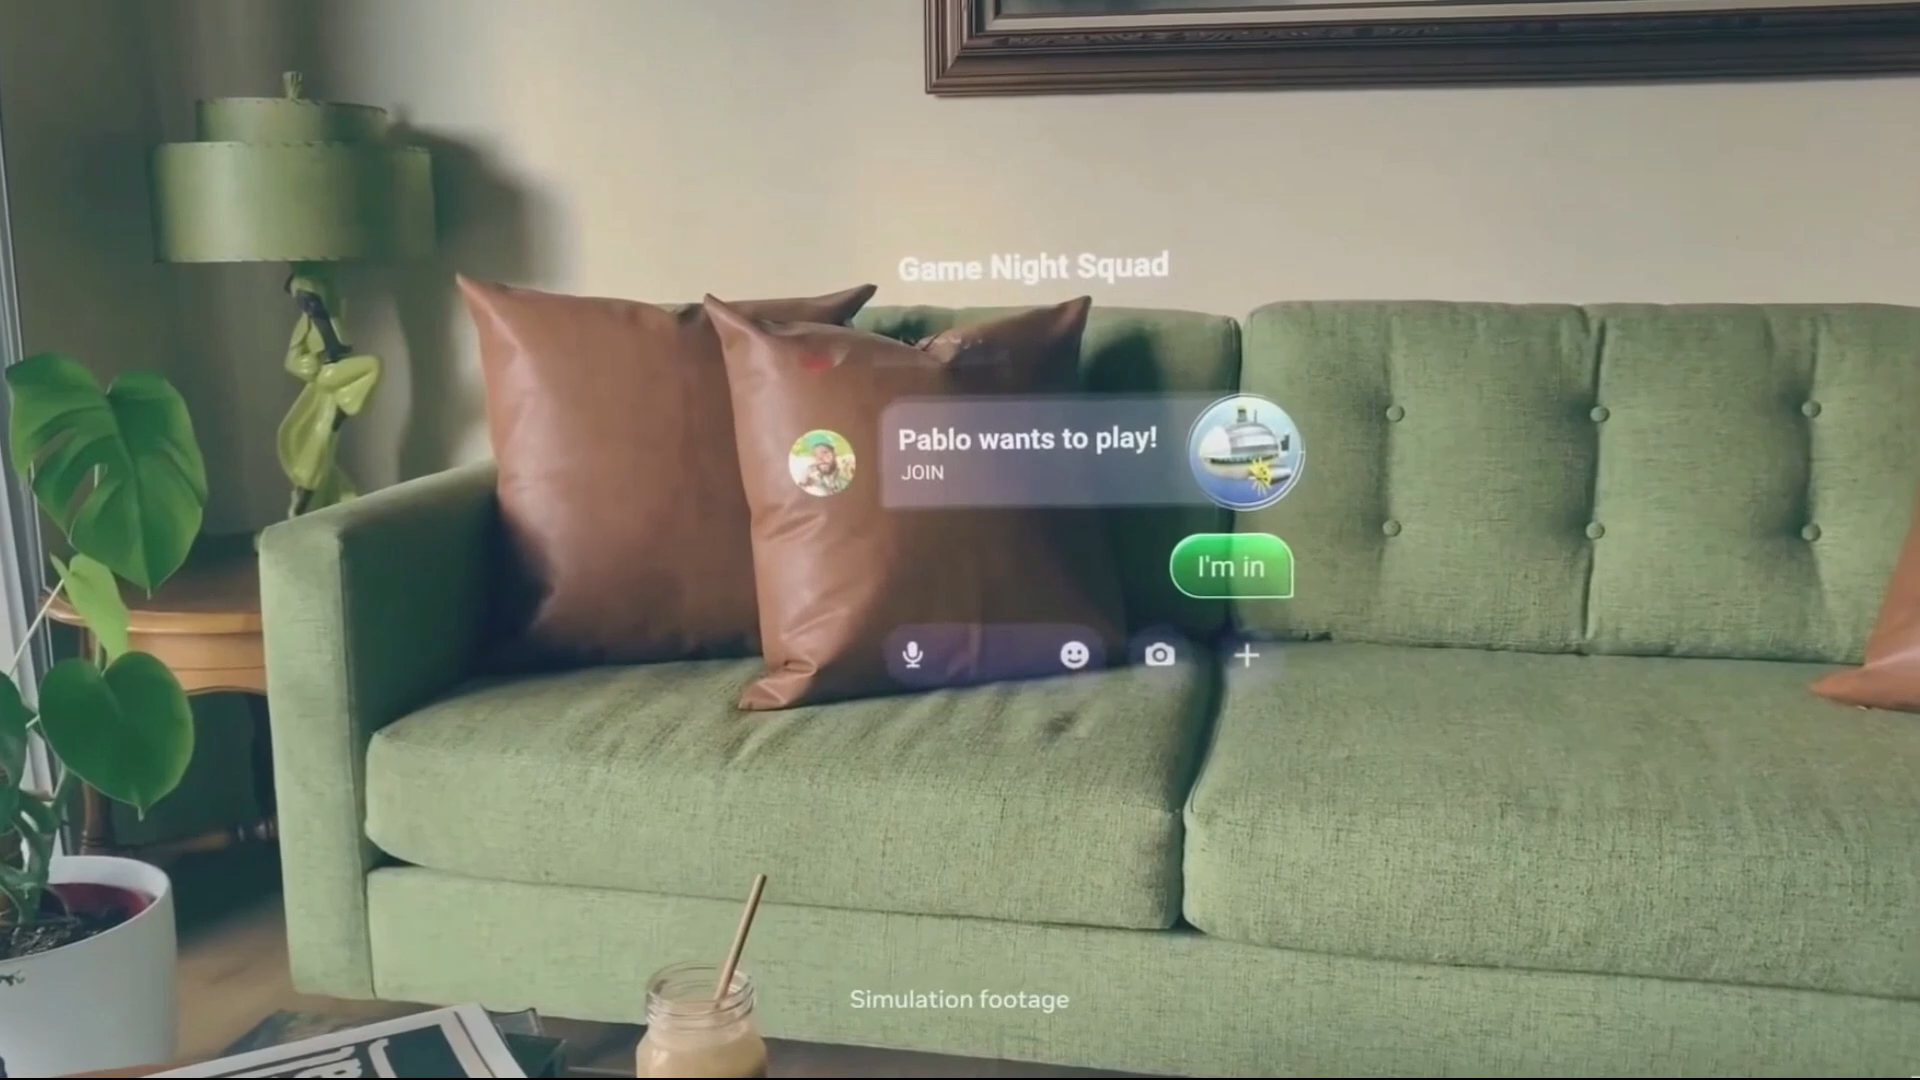 Game Night Squad
Pablo wants to play!
JOIN
I'm in
Simulation footage